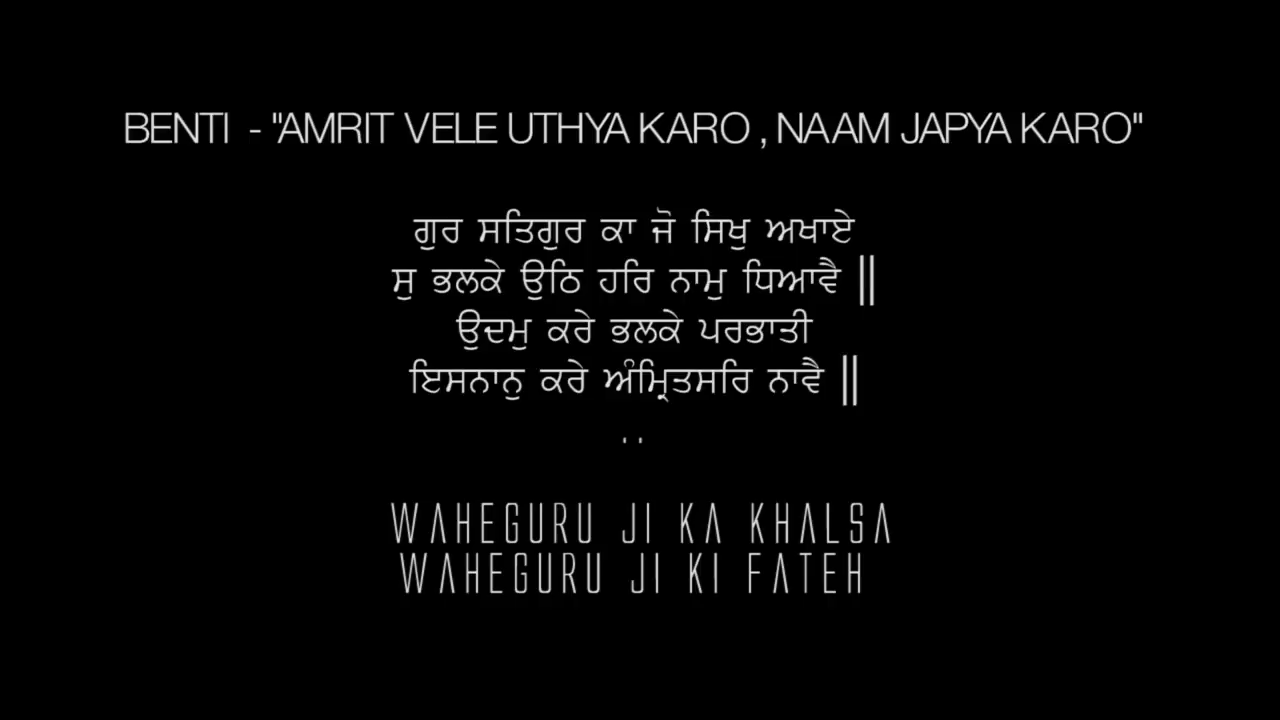 BENTI - "AMRIT VELE UTHYA KARO , NAAM JAPYA KARO"
ਗੁਰ ਸਤਿਗੁਰ ਕਾ ਜੋ ਸਿਖੁ ਅਖਾਏ
ਸੁ ਭਲਕੇ ਉਠਿ ਹਰਿ ਨਾਮੁ ਧਿਆਵੈ ||
ਉਦਮੁ ਕਰੇ ਭਲਕੇ ਪਰਭਾਤੀ
ਇਸਨਾਨੁ ਕਰੇ ਅੰਮ੍ਰਿਤਸਰਿ ਨਾਵੈ ||
..
WAHEGURU JI KA KHALSA
WAHEGURU JI KI FATEH